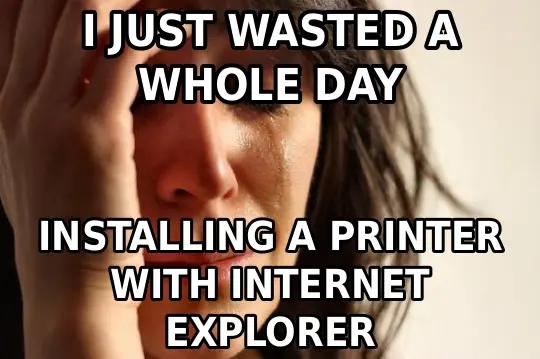 I JUST WASTED A
WHOLE DAY
INSTALLING A PRINTER
WITH INTERNET
EXPLORER